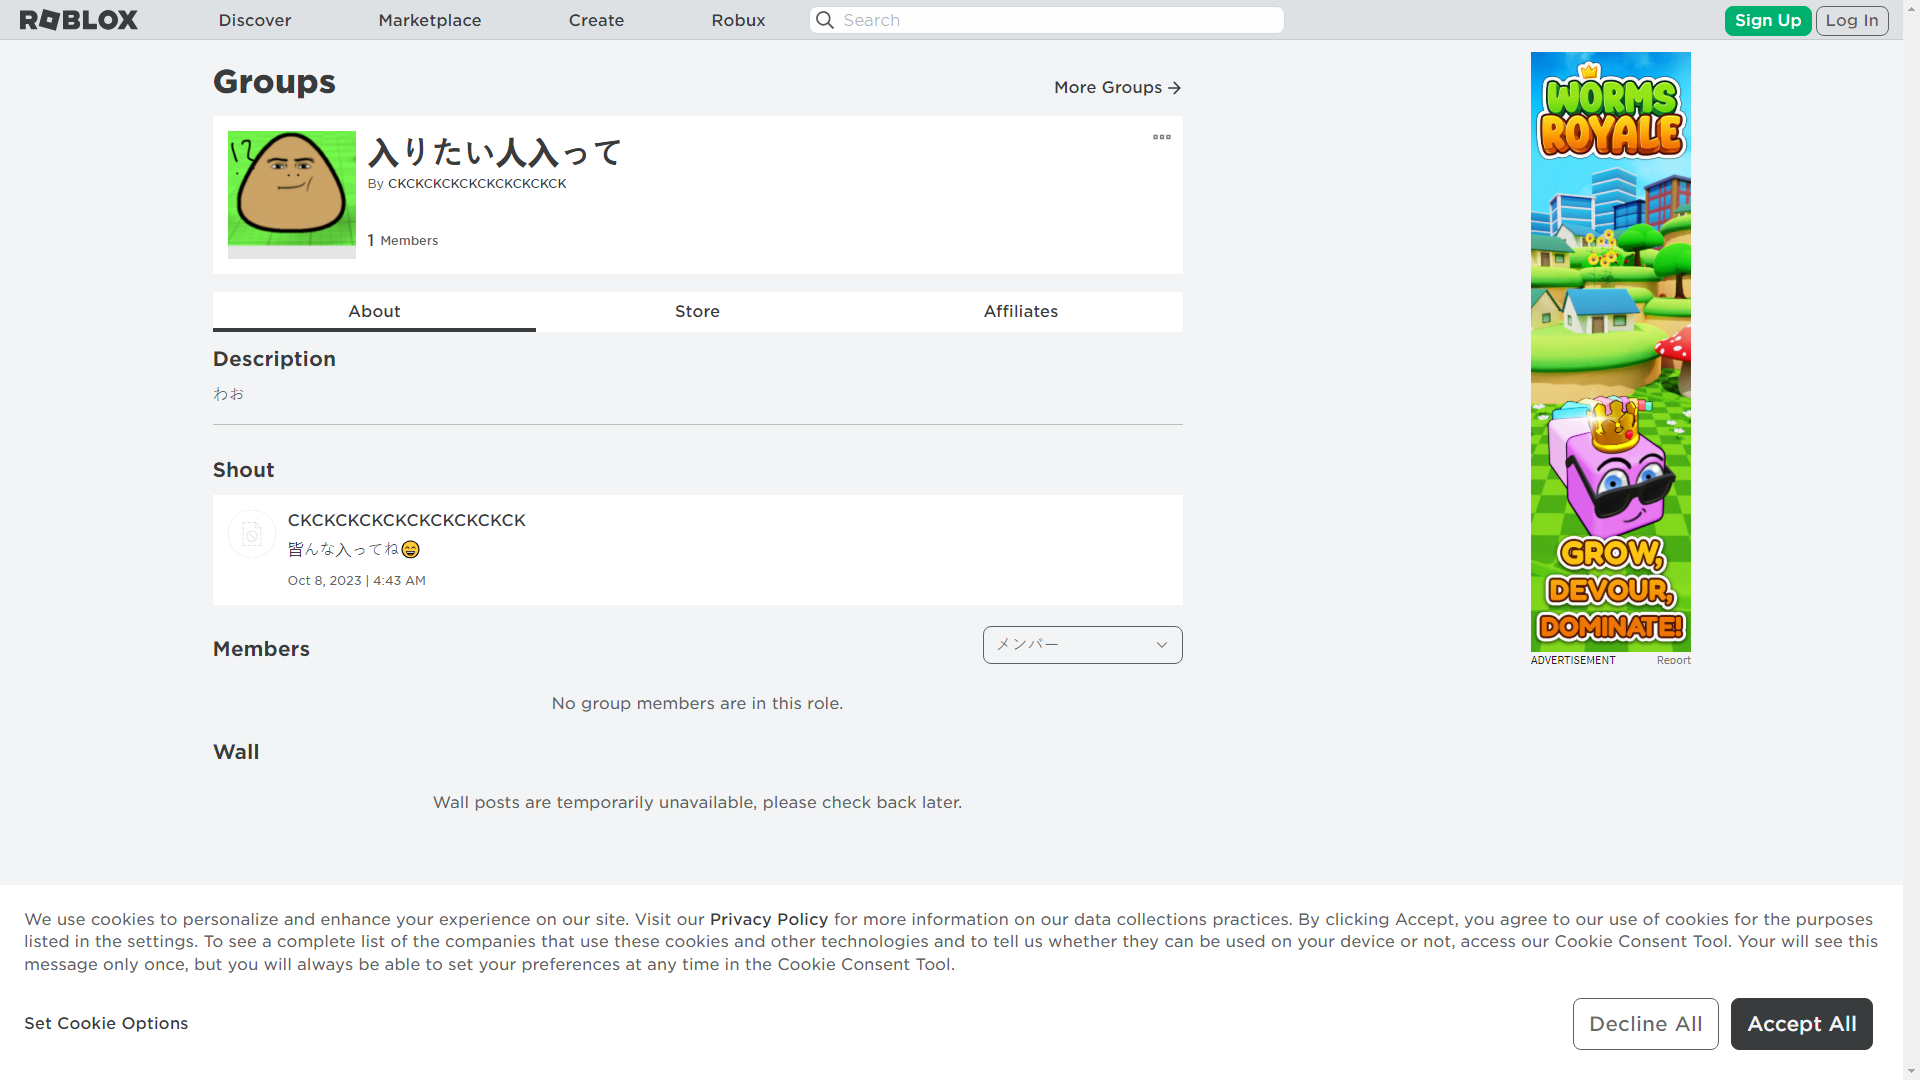 ROBLOX
Discover
Marketplace
Create
Robux
Search
Sign Up
Log In
Groups
More Groups
12
入りたい人入って
By CKCKCKCKCKCKCKCKCKCK
1 Members
About
Store
Affiliates
Description
わお
Shout
CKCKCKCKCKCKCKCKCKCK
皆んな入ってね😄
Oct 8, 2023 | 4:43 AM
Members
メンバー
No group members are in this role.
Wall
Wall posts are temporarily unavailable, please check back later.
WORMS
ROYALE
GROW,
DEVOUR,
DOMINATE!
ADVERTISEMENT
Report
We use cookies to personalize and enhance your experience on our site. Visit our Privacy Policy for more information on our data collections practices. By clicking Accept, you agree to our use of cookies for the purposes
listed in the settings. To see a complete list of the companies that use these cookies and other technologies and to tell us whether they can be used on your device or not, access our Cookie Consent Tool. Your will see this
message only once, but you will always be able to set your preferences at any time in the Cookie Consent Tool.
Set Cookie Options
Decline All
Accept All